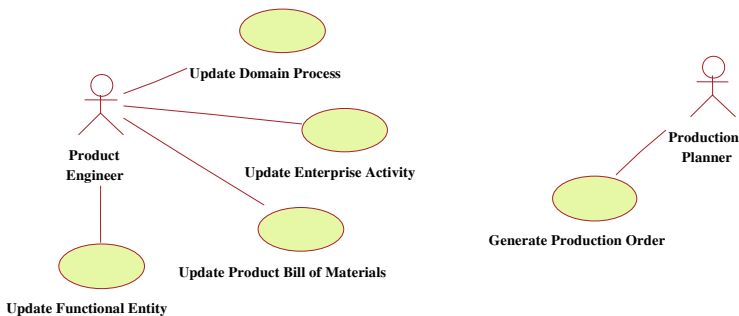 Update Domain Process
Product
Engineer
Update Enterprise Activity
Update Product Bill of Materials
Update Functional Entity
Production
Planner
Generate Production Order